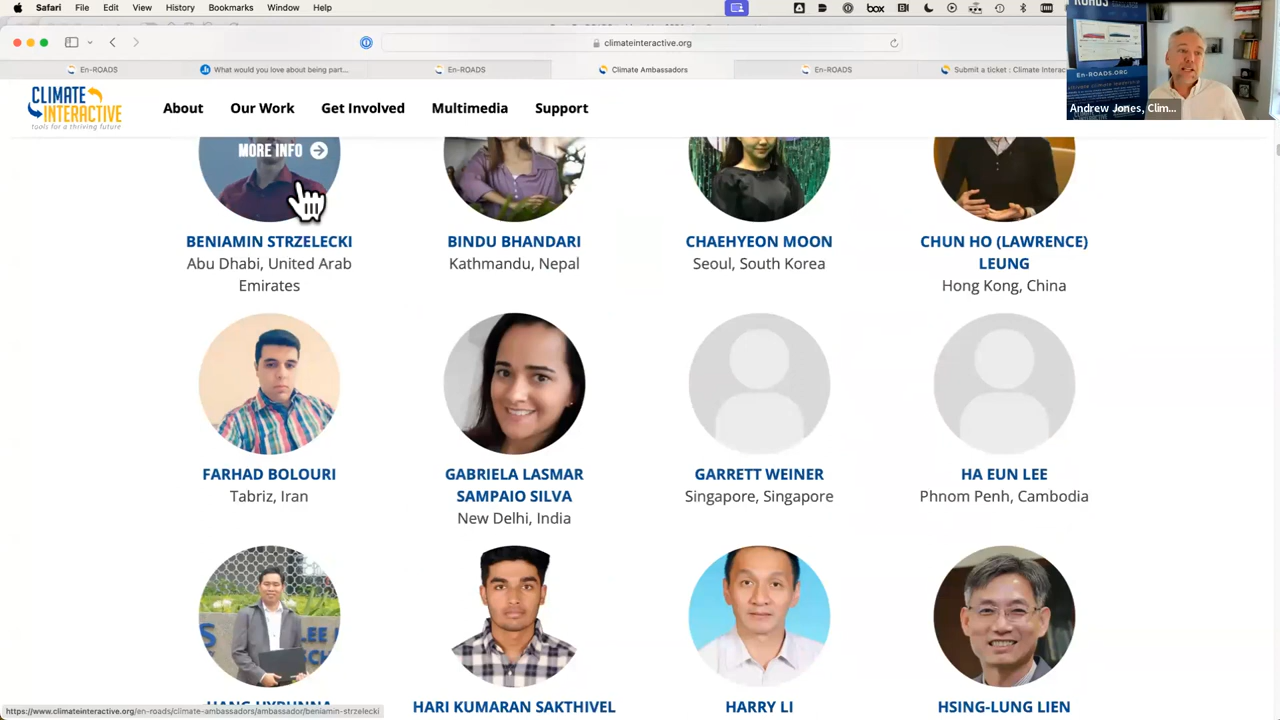 Safari File Edit View History Bookmarks Window Help
box
climateinteractive.org
En-ROADS
What would you love about being part...
En-ROADS
Climate Ambassadors
En-ROADS
Submit a ticket : Climate Interac
En-ROADS.ORG
Andrew Jones, Clim...
CLIMATE
INTERACTIVE
tools for a thriving future
About Our Work Get Involved Multimedia Support
MORE INFO
BENIAMIN STRZELECKI
Abu Dhabi, United Arab
Emirates
BINDU BHANDARI
Kathmandu, Nepal
CHAEHYEON MOON
Seoul, South Korea
CHUN HO (LAWRENCE)
LEUNG
Hong Kong, China
FARHAD BOLOURI
Tabriz, Iran
GABRIELA LASMAR
SAMPAIO SILVA
New Delhi, India
GARRETT WEINER
Singapore, Singapore
HA EUN LEE
Phnom Penh, Cambodia
HARI KUMARAN SAKTHIVEL
HARRY LI
HSING-LUNG LIEN
https://www.climateinteractive.org/en-roads/climate-ambassadors/ambassador/beniamin-strzelecki